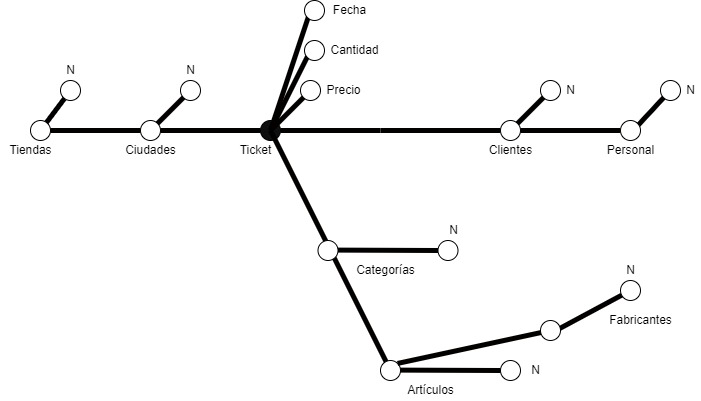 Fecha
Cantidad
Precio
N
N
N
N
Tiendas
Ciudades
Ticket
Clientes
Personal
N
Categorías
N
Fabricantes
N
Artículos